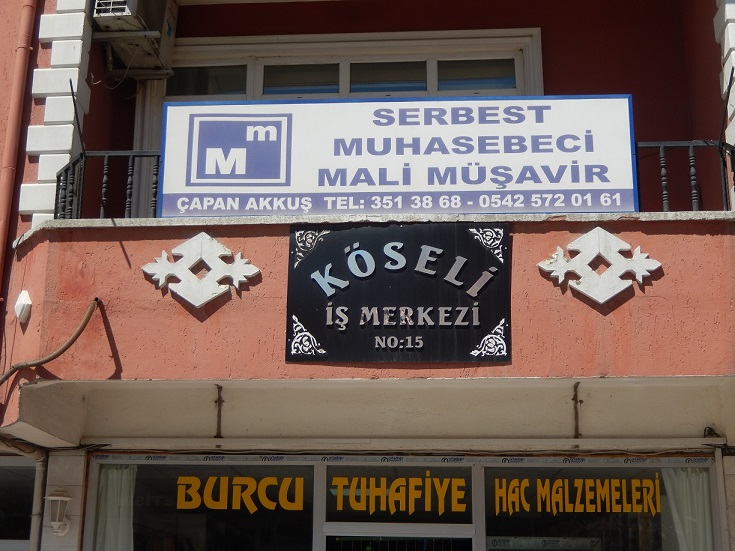 Mm
SERBEST
MUHASEBECİ
MALİ MÜŞAVİR
ÇAPAN AKKUŞ TEL: 351 38 68 - 0542 572 01 61
KÖSELİ
İŞ MERKEZİ
NO:15
BURCU TUHAFİYE HAC MALZEMELERİ